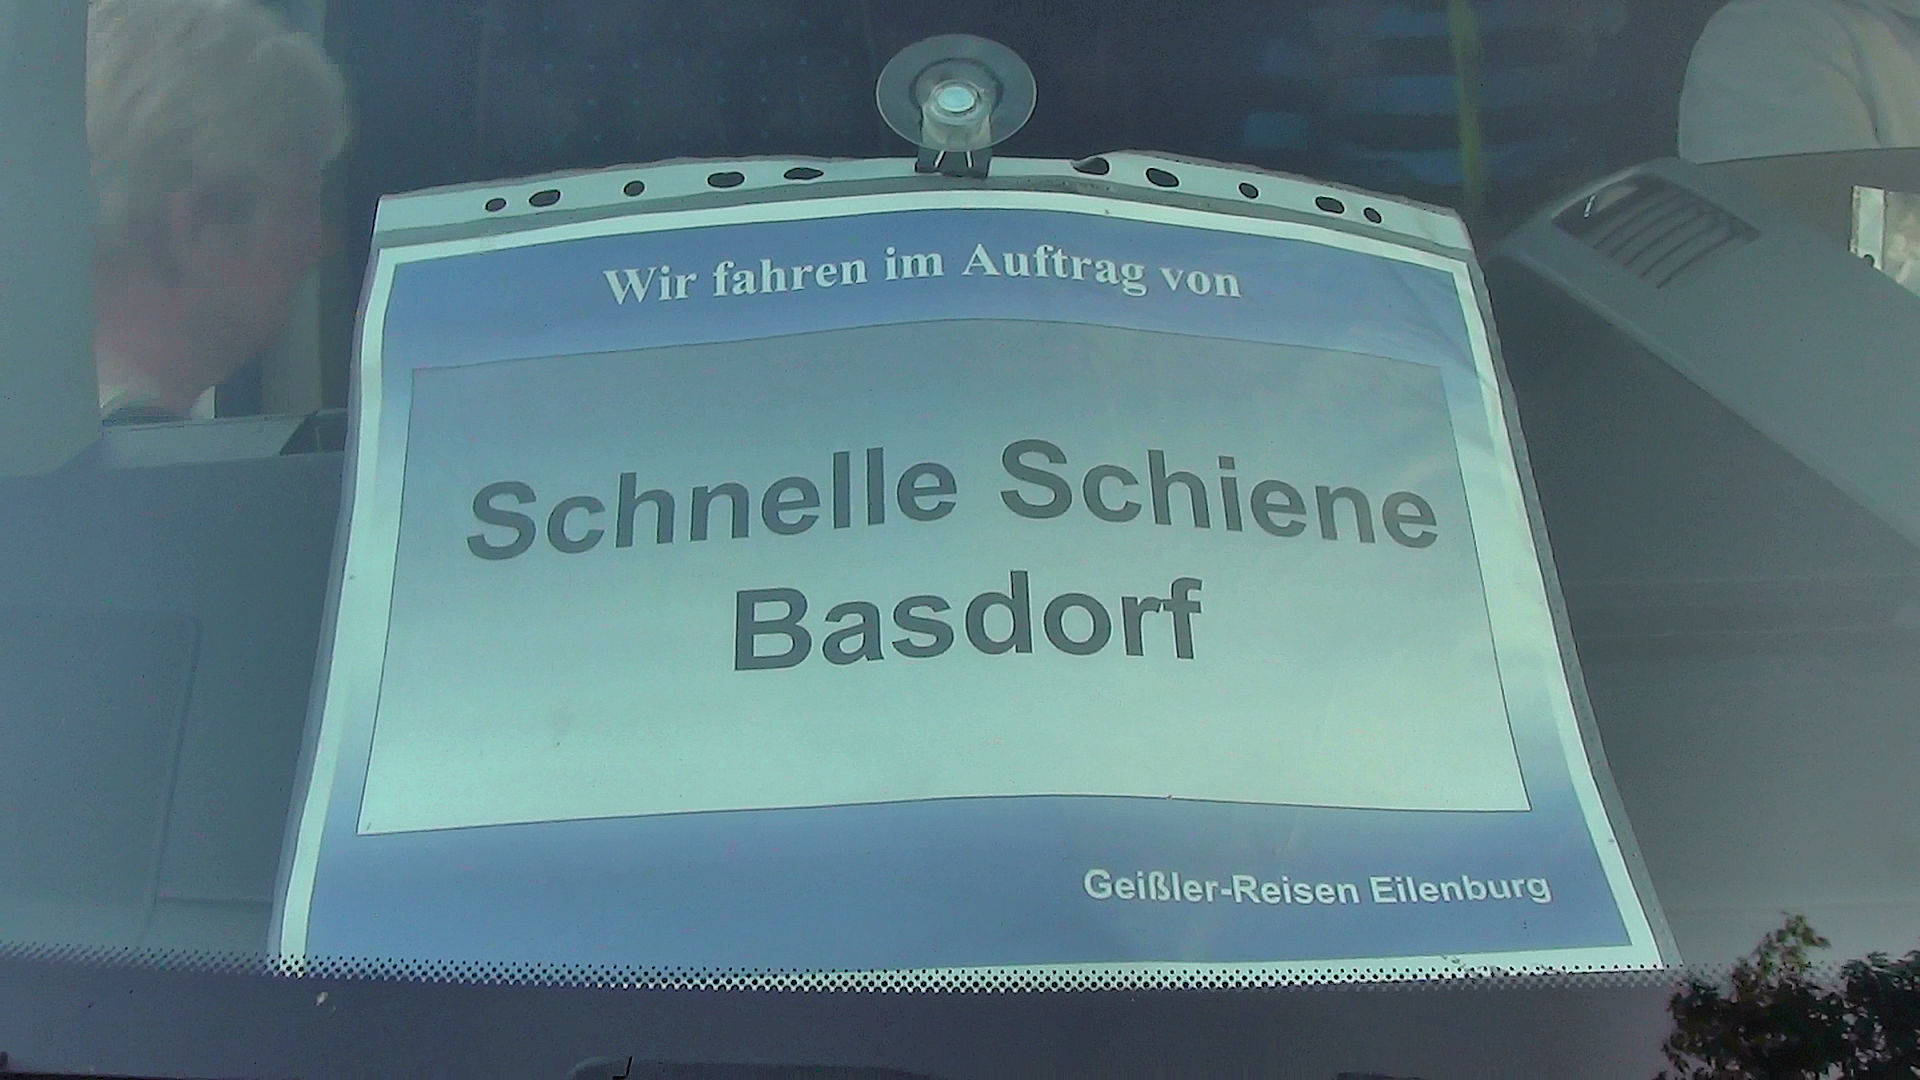 Wir fahren im Auftrag von
Schnelle Schiene
Basdorf
Geißler-Reisen Eilenburg